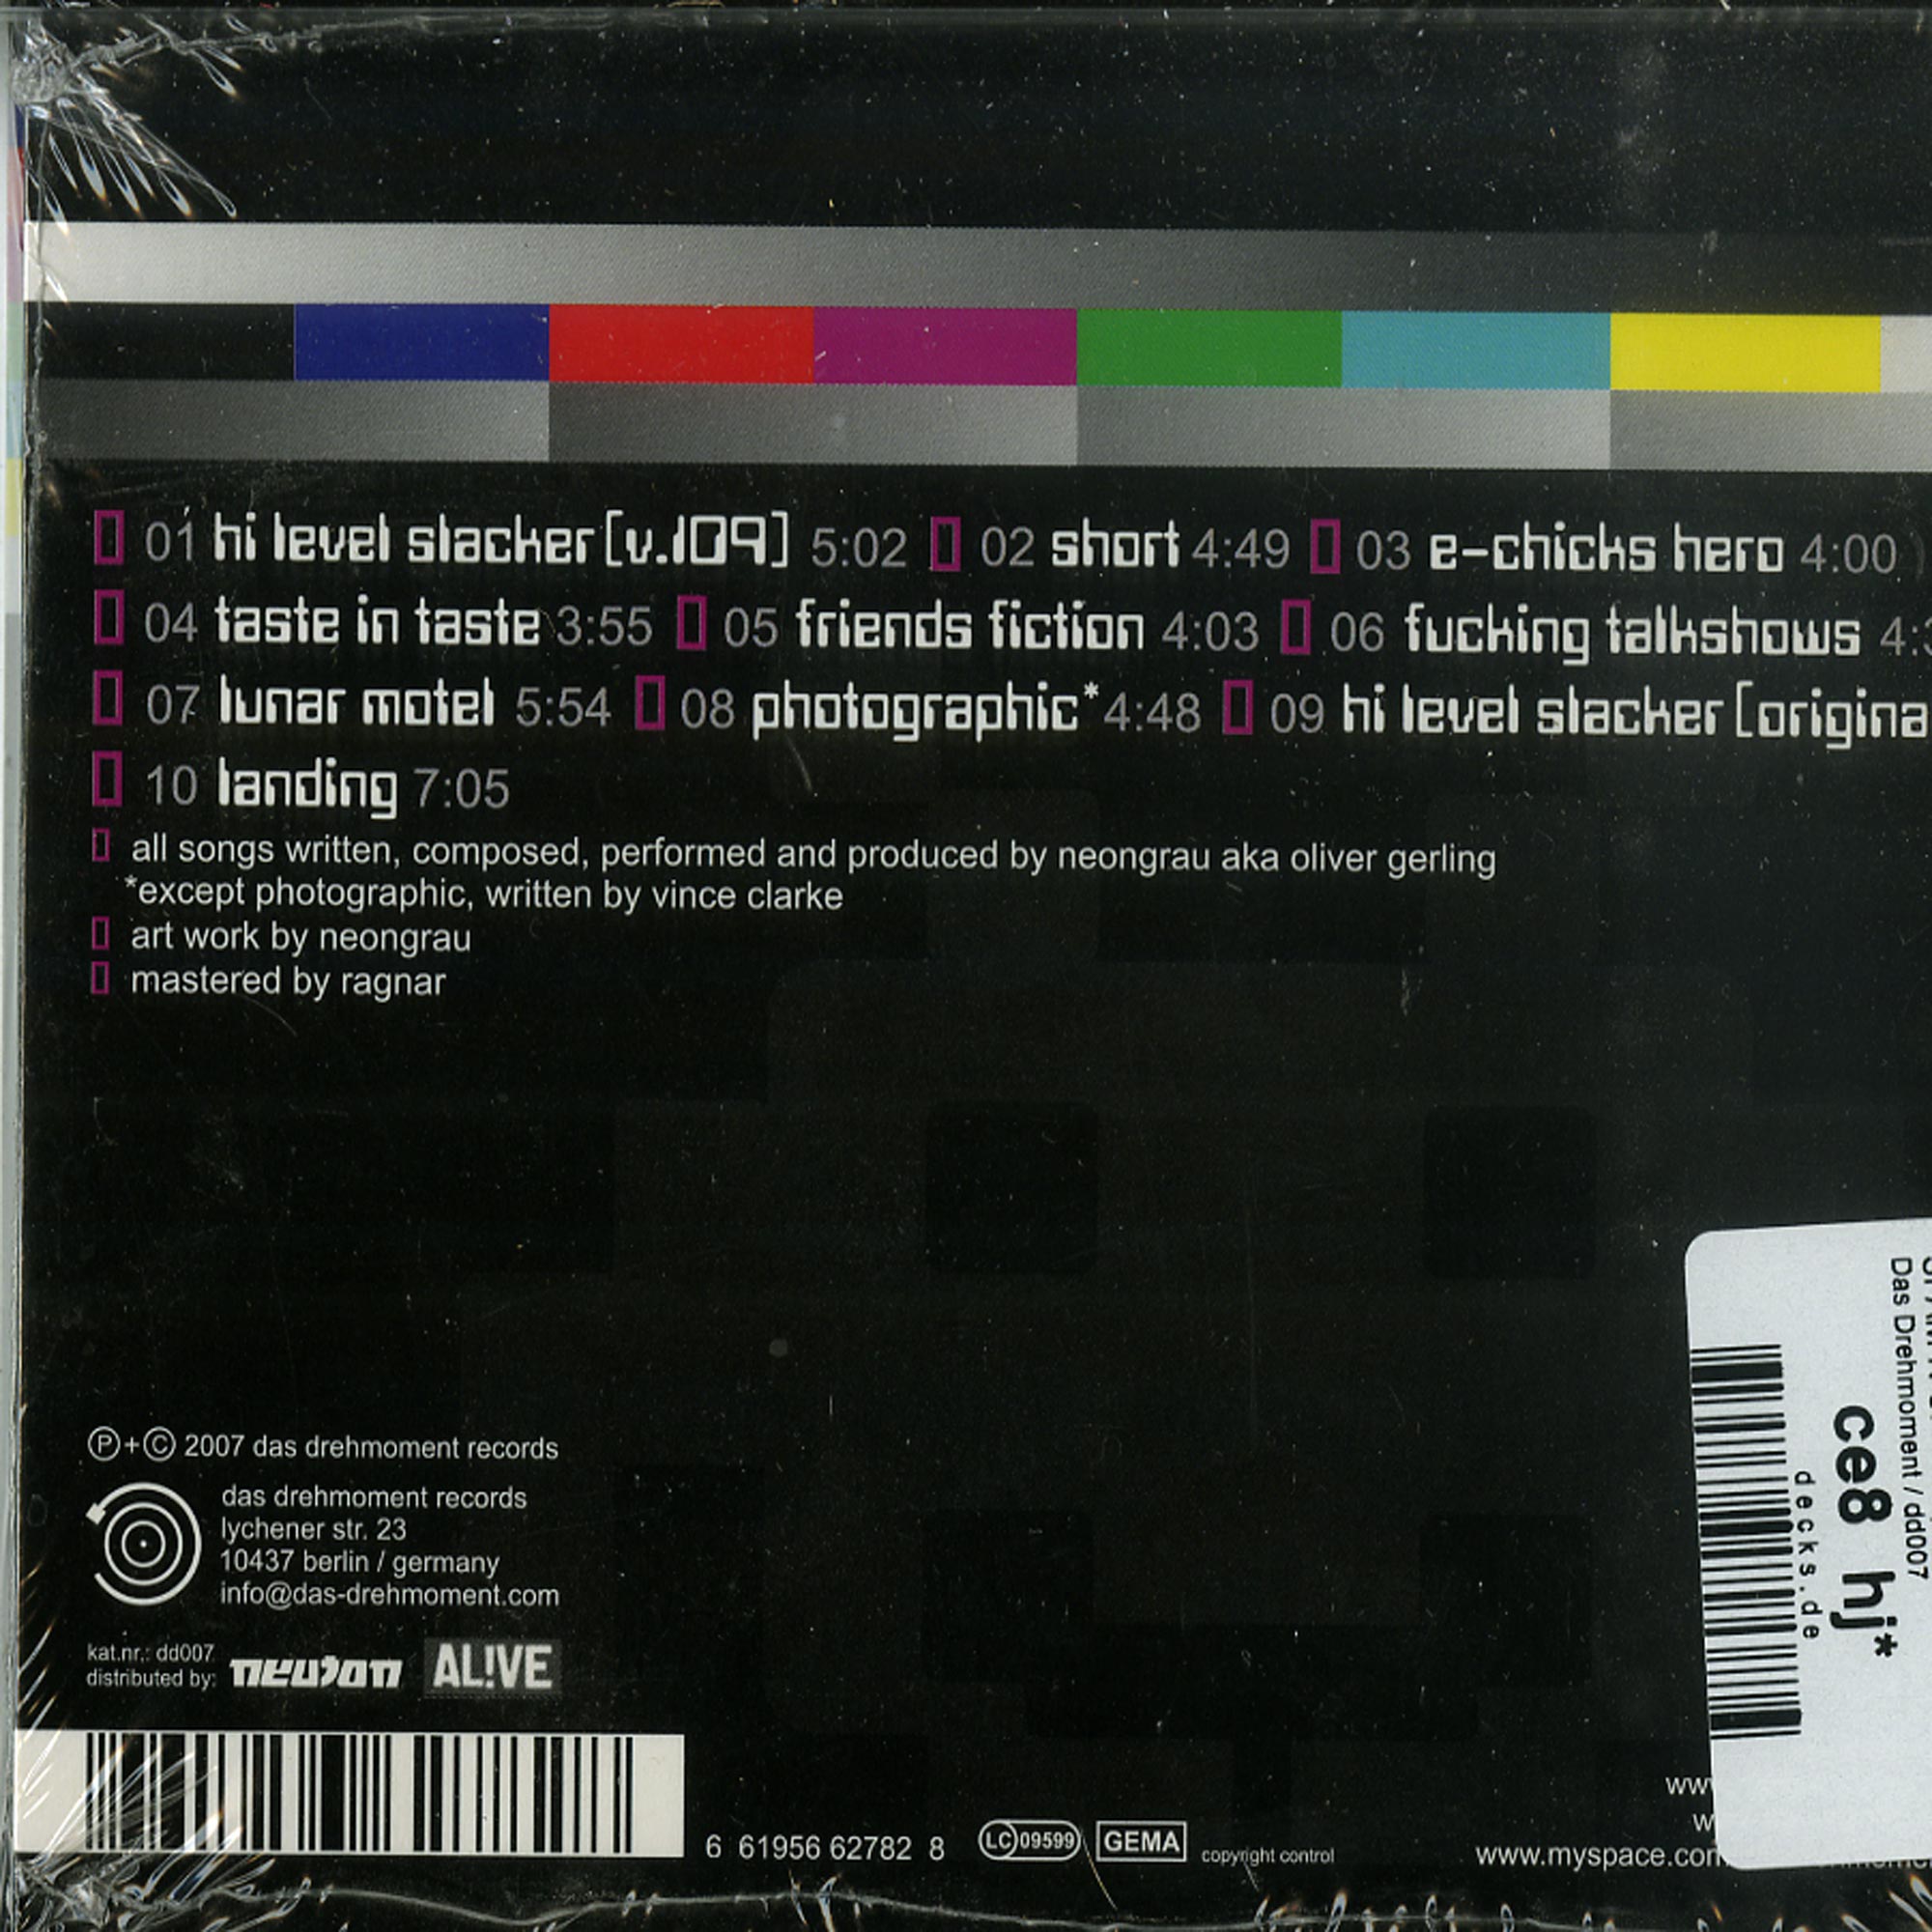 01 hi level slacker [v.109] 5:02 02 short 4:49 03 e-chicks hero 4:00
04 taste in taste 3:55 05 friends fiction 4:03 06 fucking talkshows
07 lunar motel 5:54 08 photographic* 4:48 09 hi level slacker
10 landing 7:05
all songs written, composed, performed and produced by neongrau aka oliver gerling
*except photographic, written by vince clarke
art work by neongrau
mastered by ragnar
℗+© 2007 das drehmoment records
das drehmoment records
lychener str. 23
10437 berlin / germany
info@das-drehmoment.com
kat.nr.: dd007
distributed by: neuton AL!VE
6 61956 62782 8 LC 09599 GEMA copyright control
www.myspace.com
Das Drehmoment / dd007
ce8 hj*
decks.de